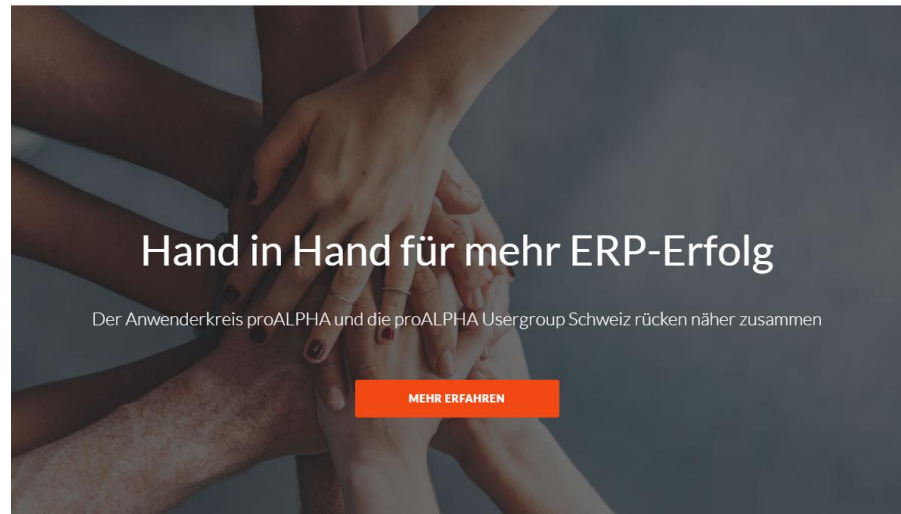 Hand in Hand für mehr ERP-Erfolg
Der Anwenderkreis proALPHA und die proALPHA Usergroup Schweiz rücken näher zusammen
MEHR ERFAHREN